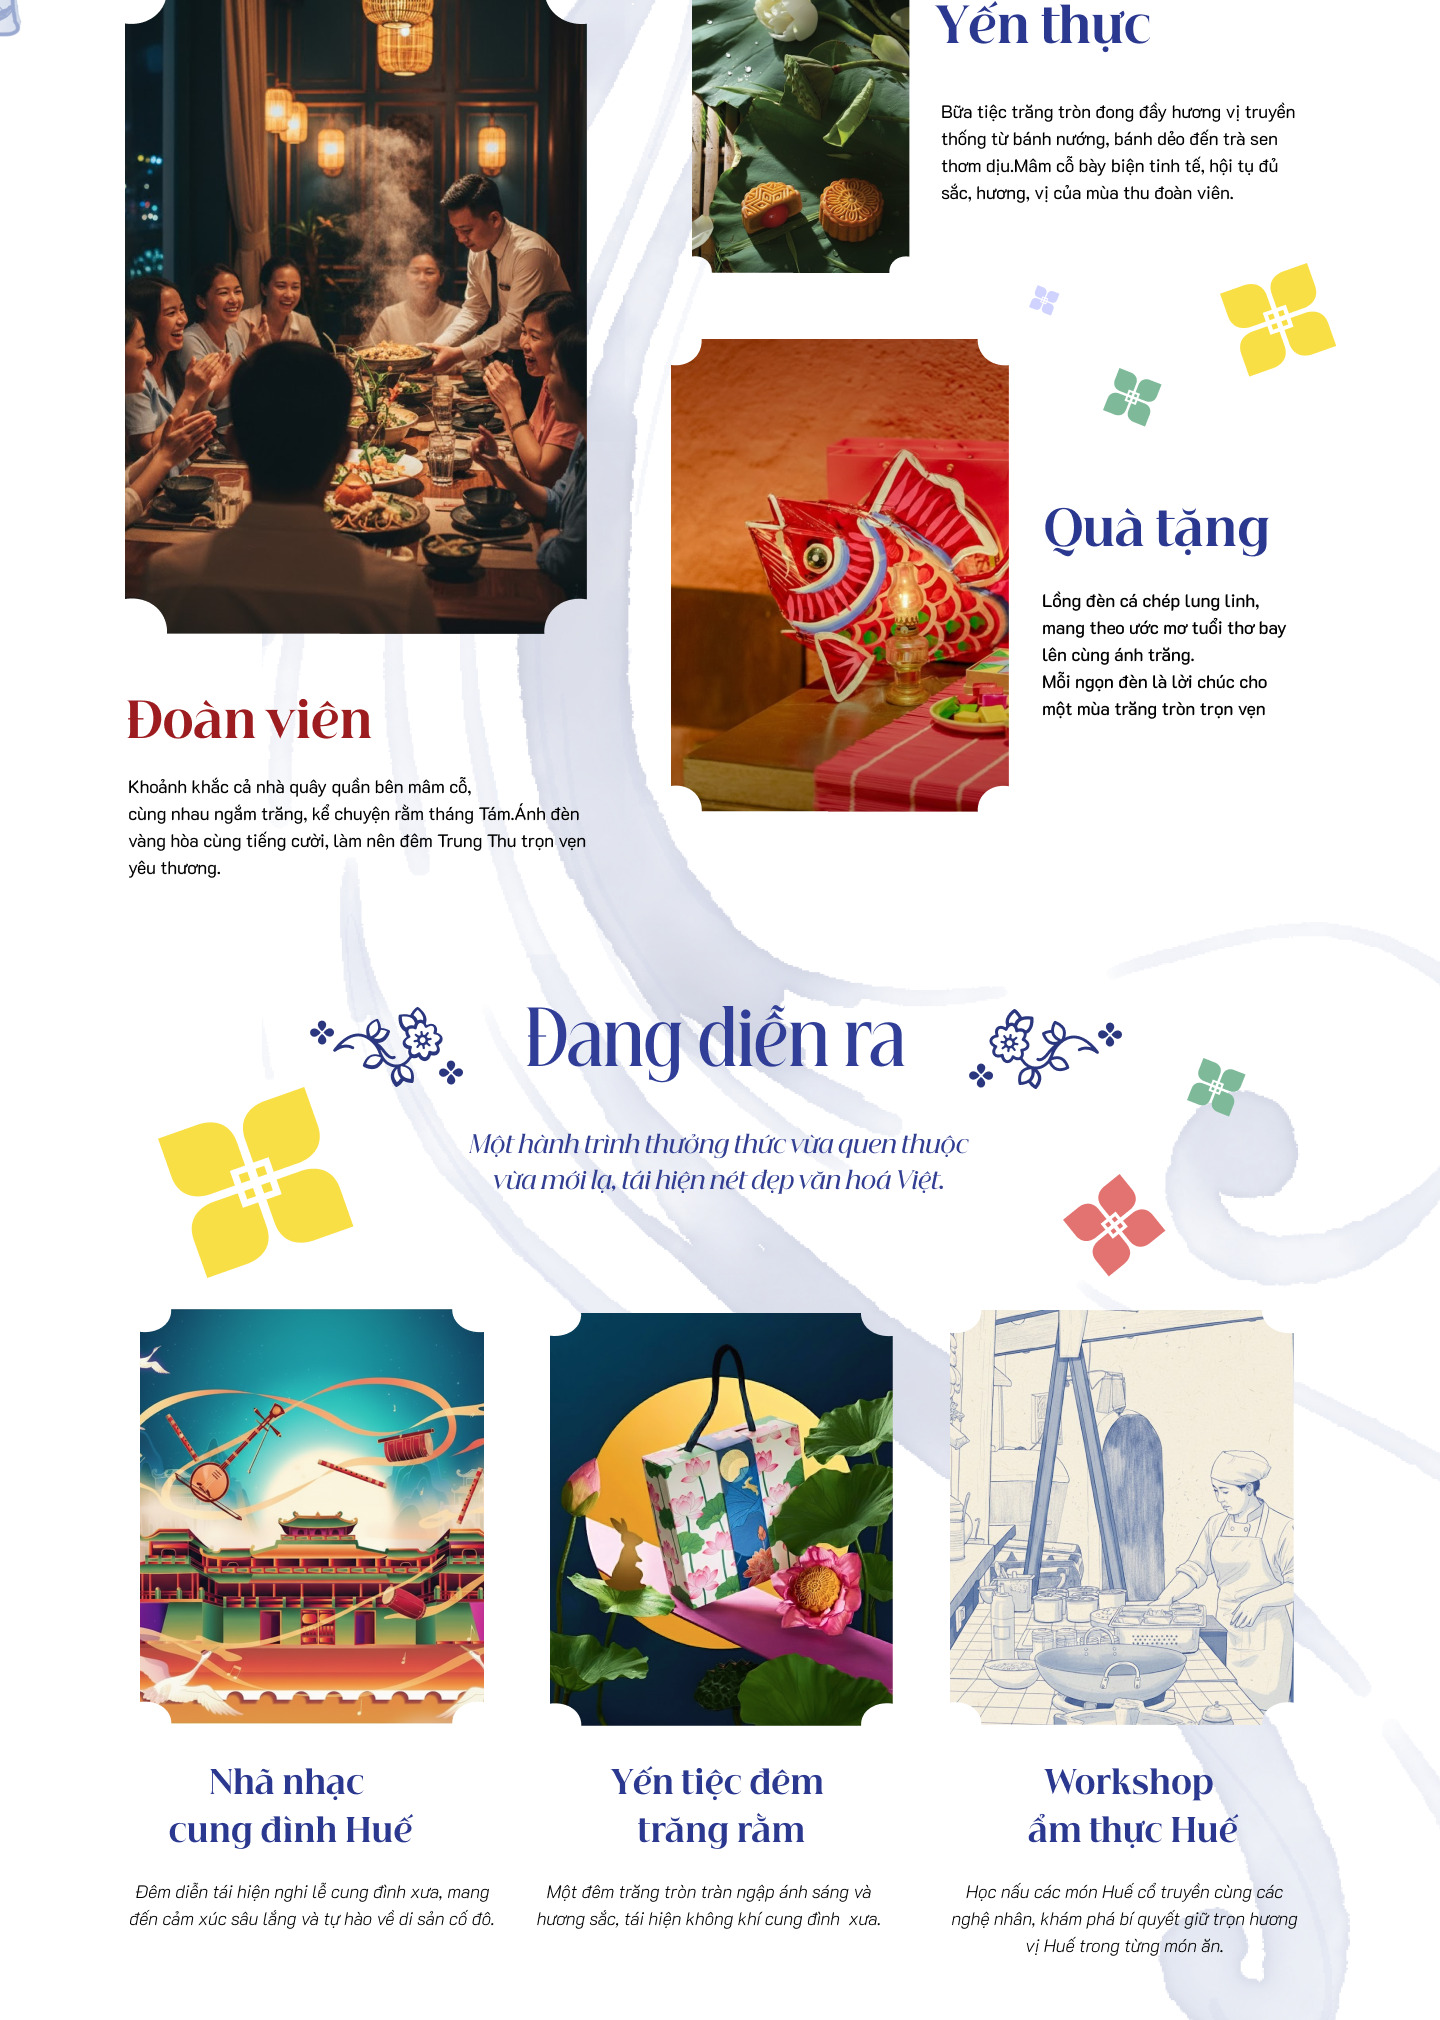 Yến thực
Bữa tiệc trăng tròn đong đầy hương vị truyền
thống từ bánh nướng, bánh dẻo đến trà sen
thơm dịu.Mâm cỗ bày biện tinh tế, hội tụ đủ
sắc, hương, vị của mùa thu đoàn viên.
Quà tặng
Lồng đèn cá chép lung linh,
mang theo ước mơ tuổi thơ bay
lên cùng ánh trăng.
Mỗi ngọn đèn là lời chúc cho
một mùa trăng tròn trọn vẹn
Đoàn viên
Khoảnh khắc cả nhà quây quần bên mâm cỗ,
cùng nhau ngắm trăng, kể chuyện rằm tháng Tám.Ánh đèn
vàng hòa cùng tiếng cười, làm nên đêm Trung Thu trọn vẹn
yêu thương.
Đang diễn ra
Một hành trình thưởng thức vừa quen thuộc
vừa mới lạ, tái hiện nét đẹp văn hoá Việt.
Nhã nhạc
cung đình Huế
Đêm diễn tái hiện nghi lễ cung đình xưa, mang
đến cảm xúc sâu lắng và tự hào về di sản cố đô.
Yến tiệc đêm
trăng rằm
Một đêm trăng tròn tràn ngập ánh sáng và
hương sắc, tái hiện không khí cung đình  xưa.
Workshop
ẩm thực Huế
Học nấu các món Huế cổ truyền cùng các
nghệ nhân, khám phá bí quyết giữ trọn hương
vị Huế trong từng món ăn.